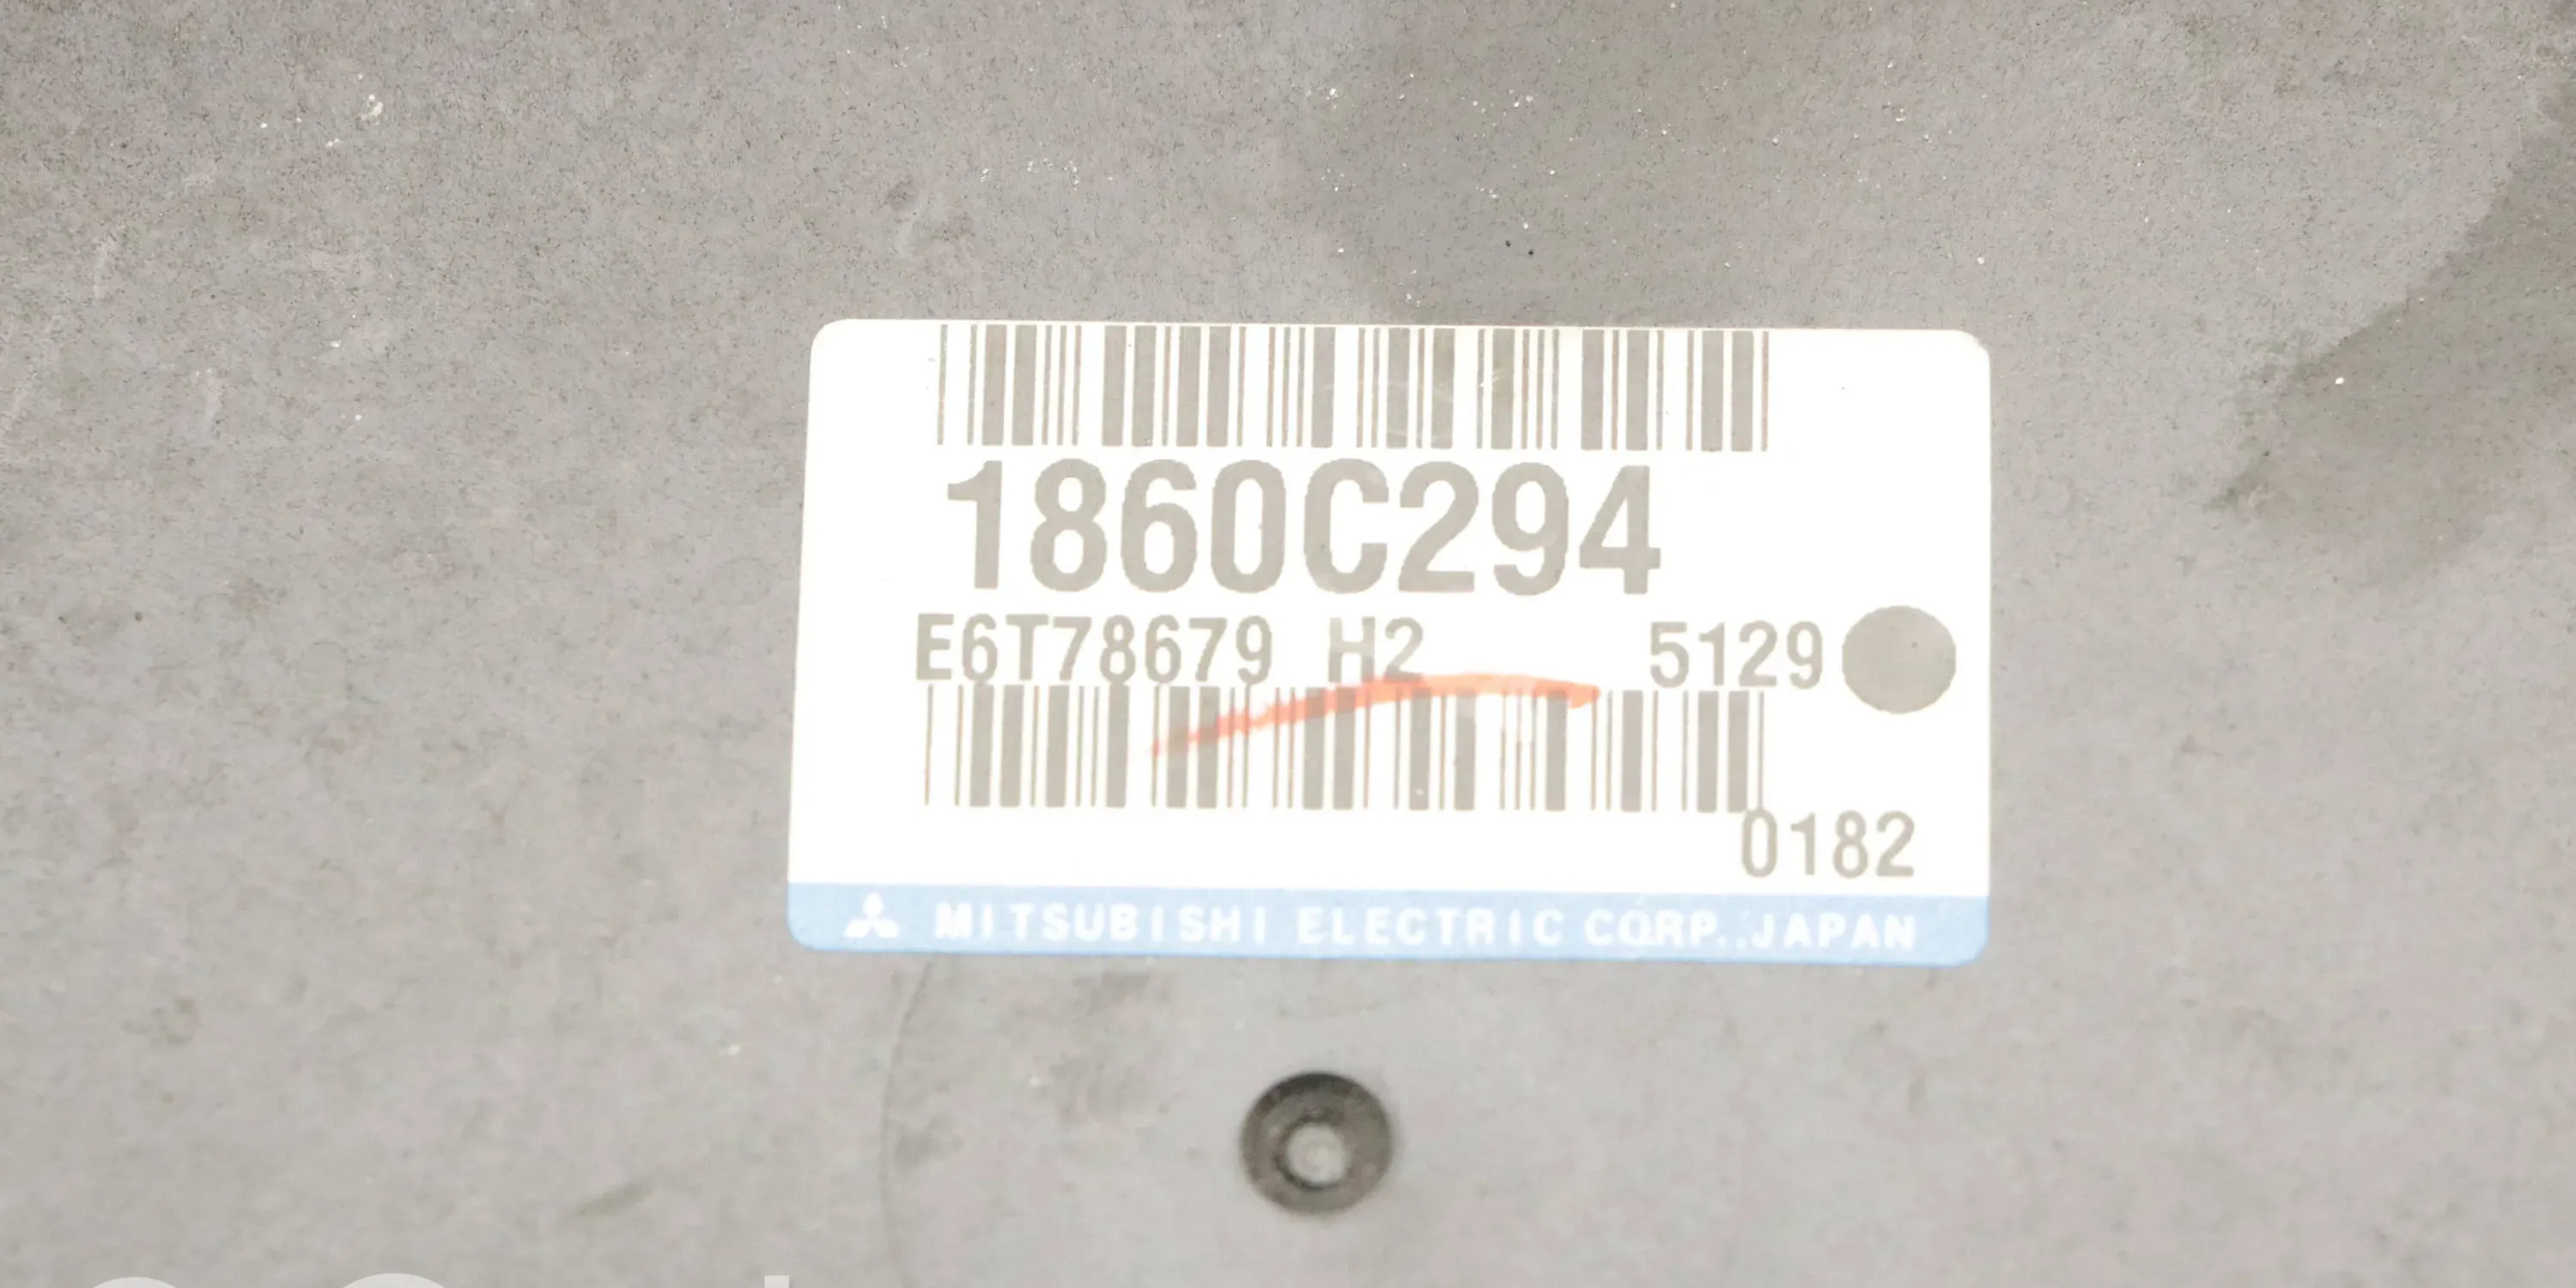 1860C294
E6T78679 H2 5129
0182
MITSUBISHI ELECTRIC CORP.,JAPAN